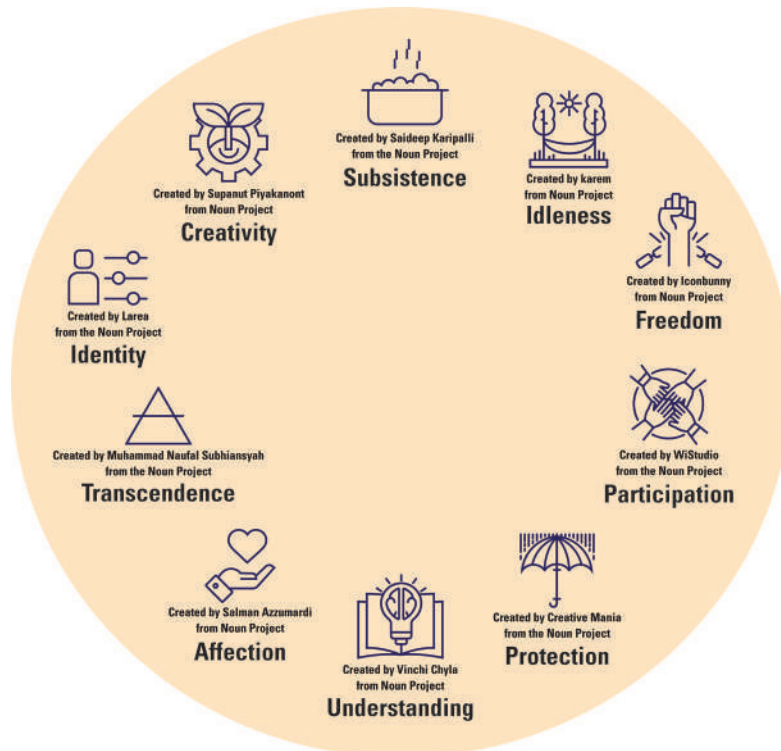 Created by Saideep Karipalli
from the Noun Project
Subsistence
Created by karem
from Noun Project
Idleness
Created by Iconbunny
from Noun Project
Freedom
Created by WiStudio
from the Noun Project
Participation
Created by Creative Mania
from the Noun Project
Protection
Created by Vinchi Chyla
from Noun Project
Understanding
Created by Salman Azzumardi
from Noun Project
Affection
Created by Muhammad Naufal Subhiansyah
from the Noun Project
Transcendence
Created by Larea
from the Noun Project
Identity
Created by Supanut Piyakanont
from Noun Project
Creativity